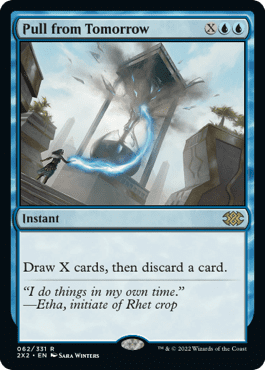 Pull from Tomorrow X
Instant
Draw X cards, then discard a card.
“I do things in my own time.”
—Etha, initiate of Rhet crop
062/331 R
2X2 • EN SARA WINTERS ™ & © 2022 Wizards of the Coast